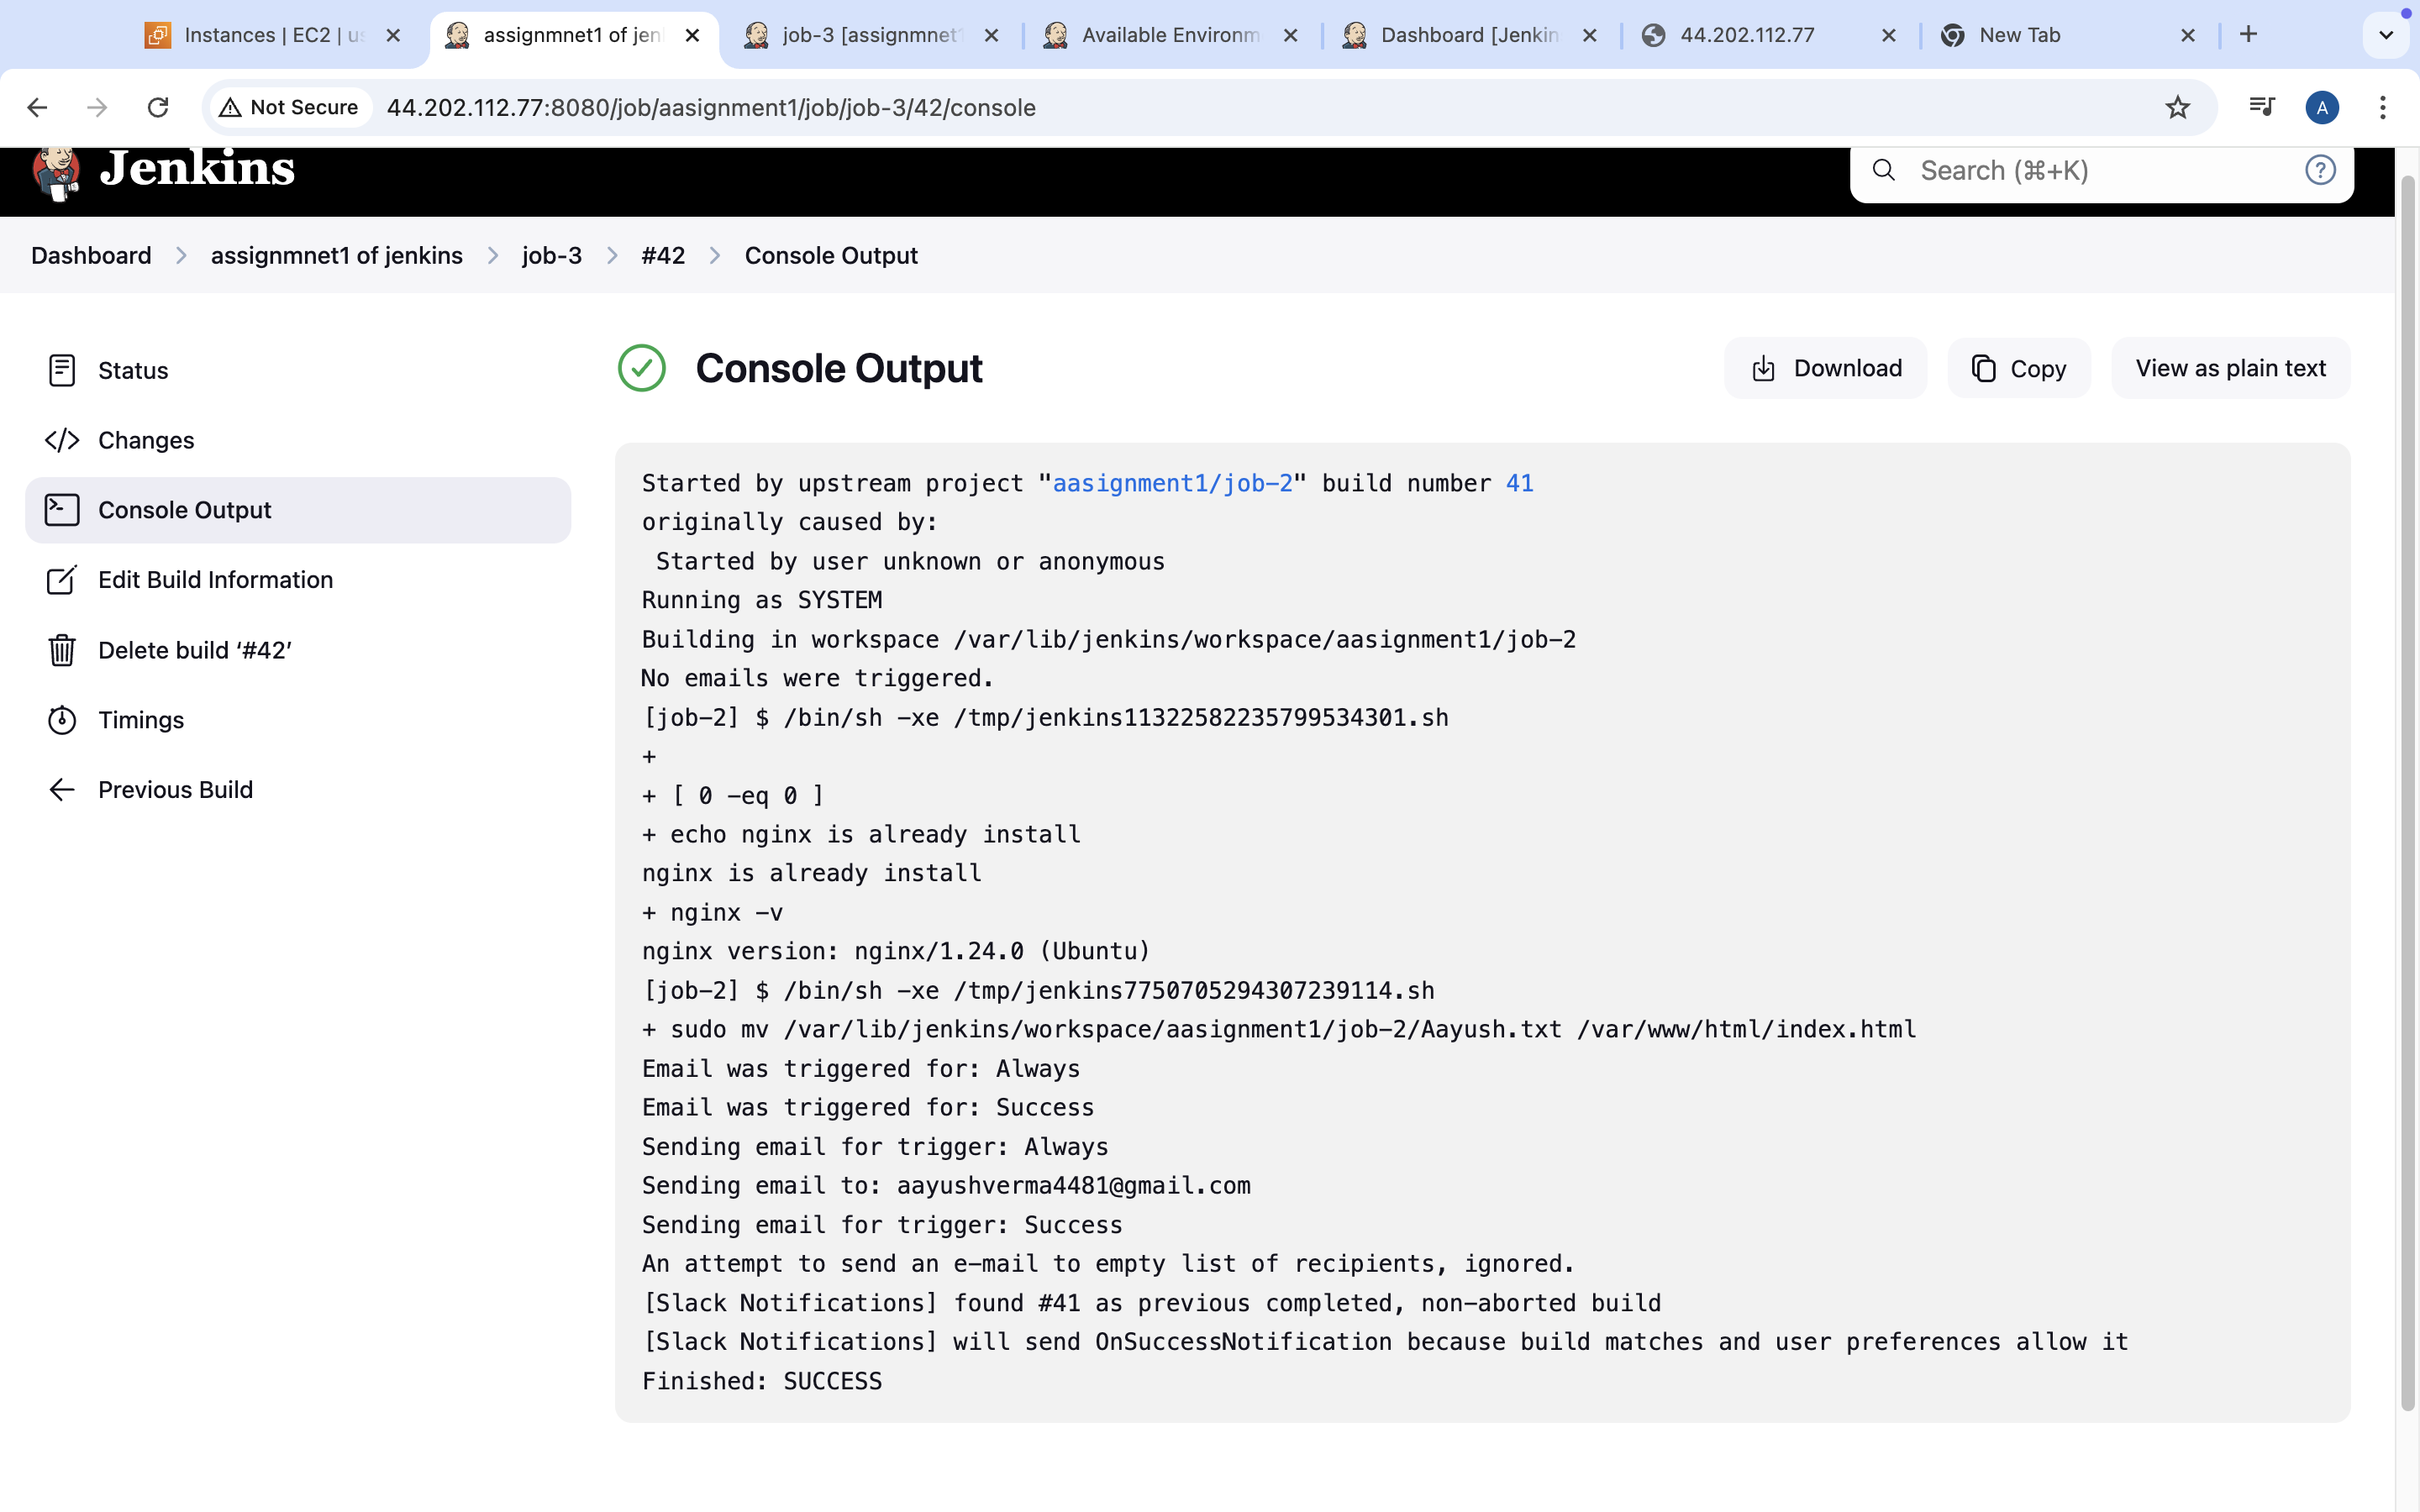 Instances | EC2 | us
assignmnet1 of jen
job-3 [assignmnet1
Available Environm
Dashboard [Jenkin
44.202.112.77
New Tab
Not Secure
44.202.112.77:8080/job/aasignment1/job/job-3/42/console
A
Jenkins
Search (⌘+K)
?
Dashboard > assignmnet1 of jenkins > job-3 > #42 > Console Output
Status
Changes
Console Output
Edit Build Information
Delete build ‘#42’
Timings
Previous Build
Console Output
Download
Copy
View as plain text
Started by upstream project "aasignment1/job-2" build number 41
originally caused by:
Started by user unknown or anonymous
Running as SYSTEM
Building in workspace /var/lib/jenkins/workspace/aasignment1/job-2
No emails were triggered.
[job-2] $ /bin/sh -xe /tmp/jenkins11322582235799534301.sh
+
+ [ 0 -eq 0 ]
+ echo nginx is already install
nginx is already install
+ nginx -v
nginx version: nginx/1.24.0 (Ubuntu)
[job-2] $ /bin/sh -xe /tmp/jenkins7750705294307239114.sh
+ sudo mv /var/lib/jenkins/workspace/aasignment1/job-2/Aayush.txt /var/www/html/index.html
Email was triggered for: Always
Email was triggered for: Success
Sending email for trigger: Always
Sending email to: aayushverma4481@gmail.com
Sending email for trigger: Success
An attempt to send an e-mail to empty list of recipients, ignored.
[Slack Notifications] found #41 as previous completed, non-aborted build
[Slack Notifications] will send OnSuccessNotification because build matches and user preferences allow it
Finished: SUCCESS